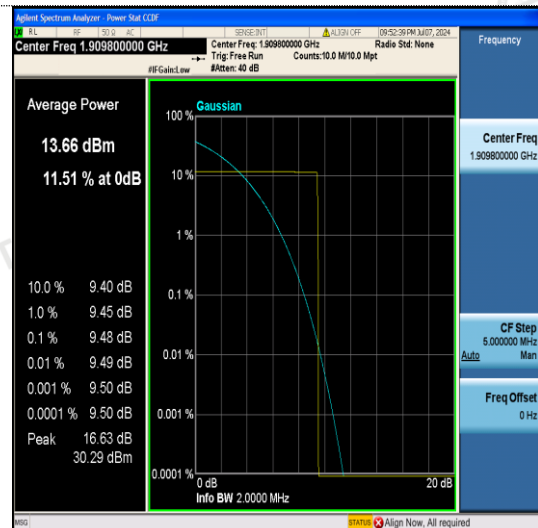 Agilent Spectrum Analyzer - Power Stat CCDF
RL RF 50 Ω AC SENSE:INT ALIGN OFF 09:52:39 PM Jul 07, 2024
Center Freq 1.909800000 GHz
Center Freq: 1.909800000 GHz
Radio Std: None
Trig: Free Run
Counts:10.0 M/10.0 Mpt
#IFGain:Low
#Atten: 40 dB
Frequency
Average Power
13.66 dBm
11.51 % at 0dB
10.0 % 9.40 dB
1.0 % 9.45 dB
0.1 % 9.48 dB
0.01 % 9.49 dB
0.001 % 9.50 dB
0.0001 % 9.50 dB
Peak 16.63 dB
30.29 dBm
Gaussian
100 %
10 %
1 %
0.1 %
0.01 %
0.001 %
0.0001 %
0 dB
20 dB
Info BW 2.0000 MHz
Center Freq
1.909800000 GHz
CF Step
5.000000 MHz
Auto Man
Freq Offset
0 Hz
MSG
STATUS
Align Now, All required